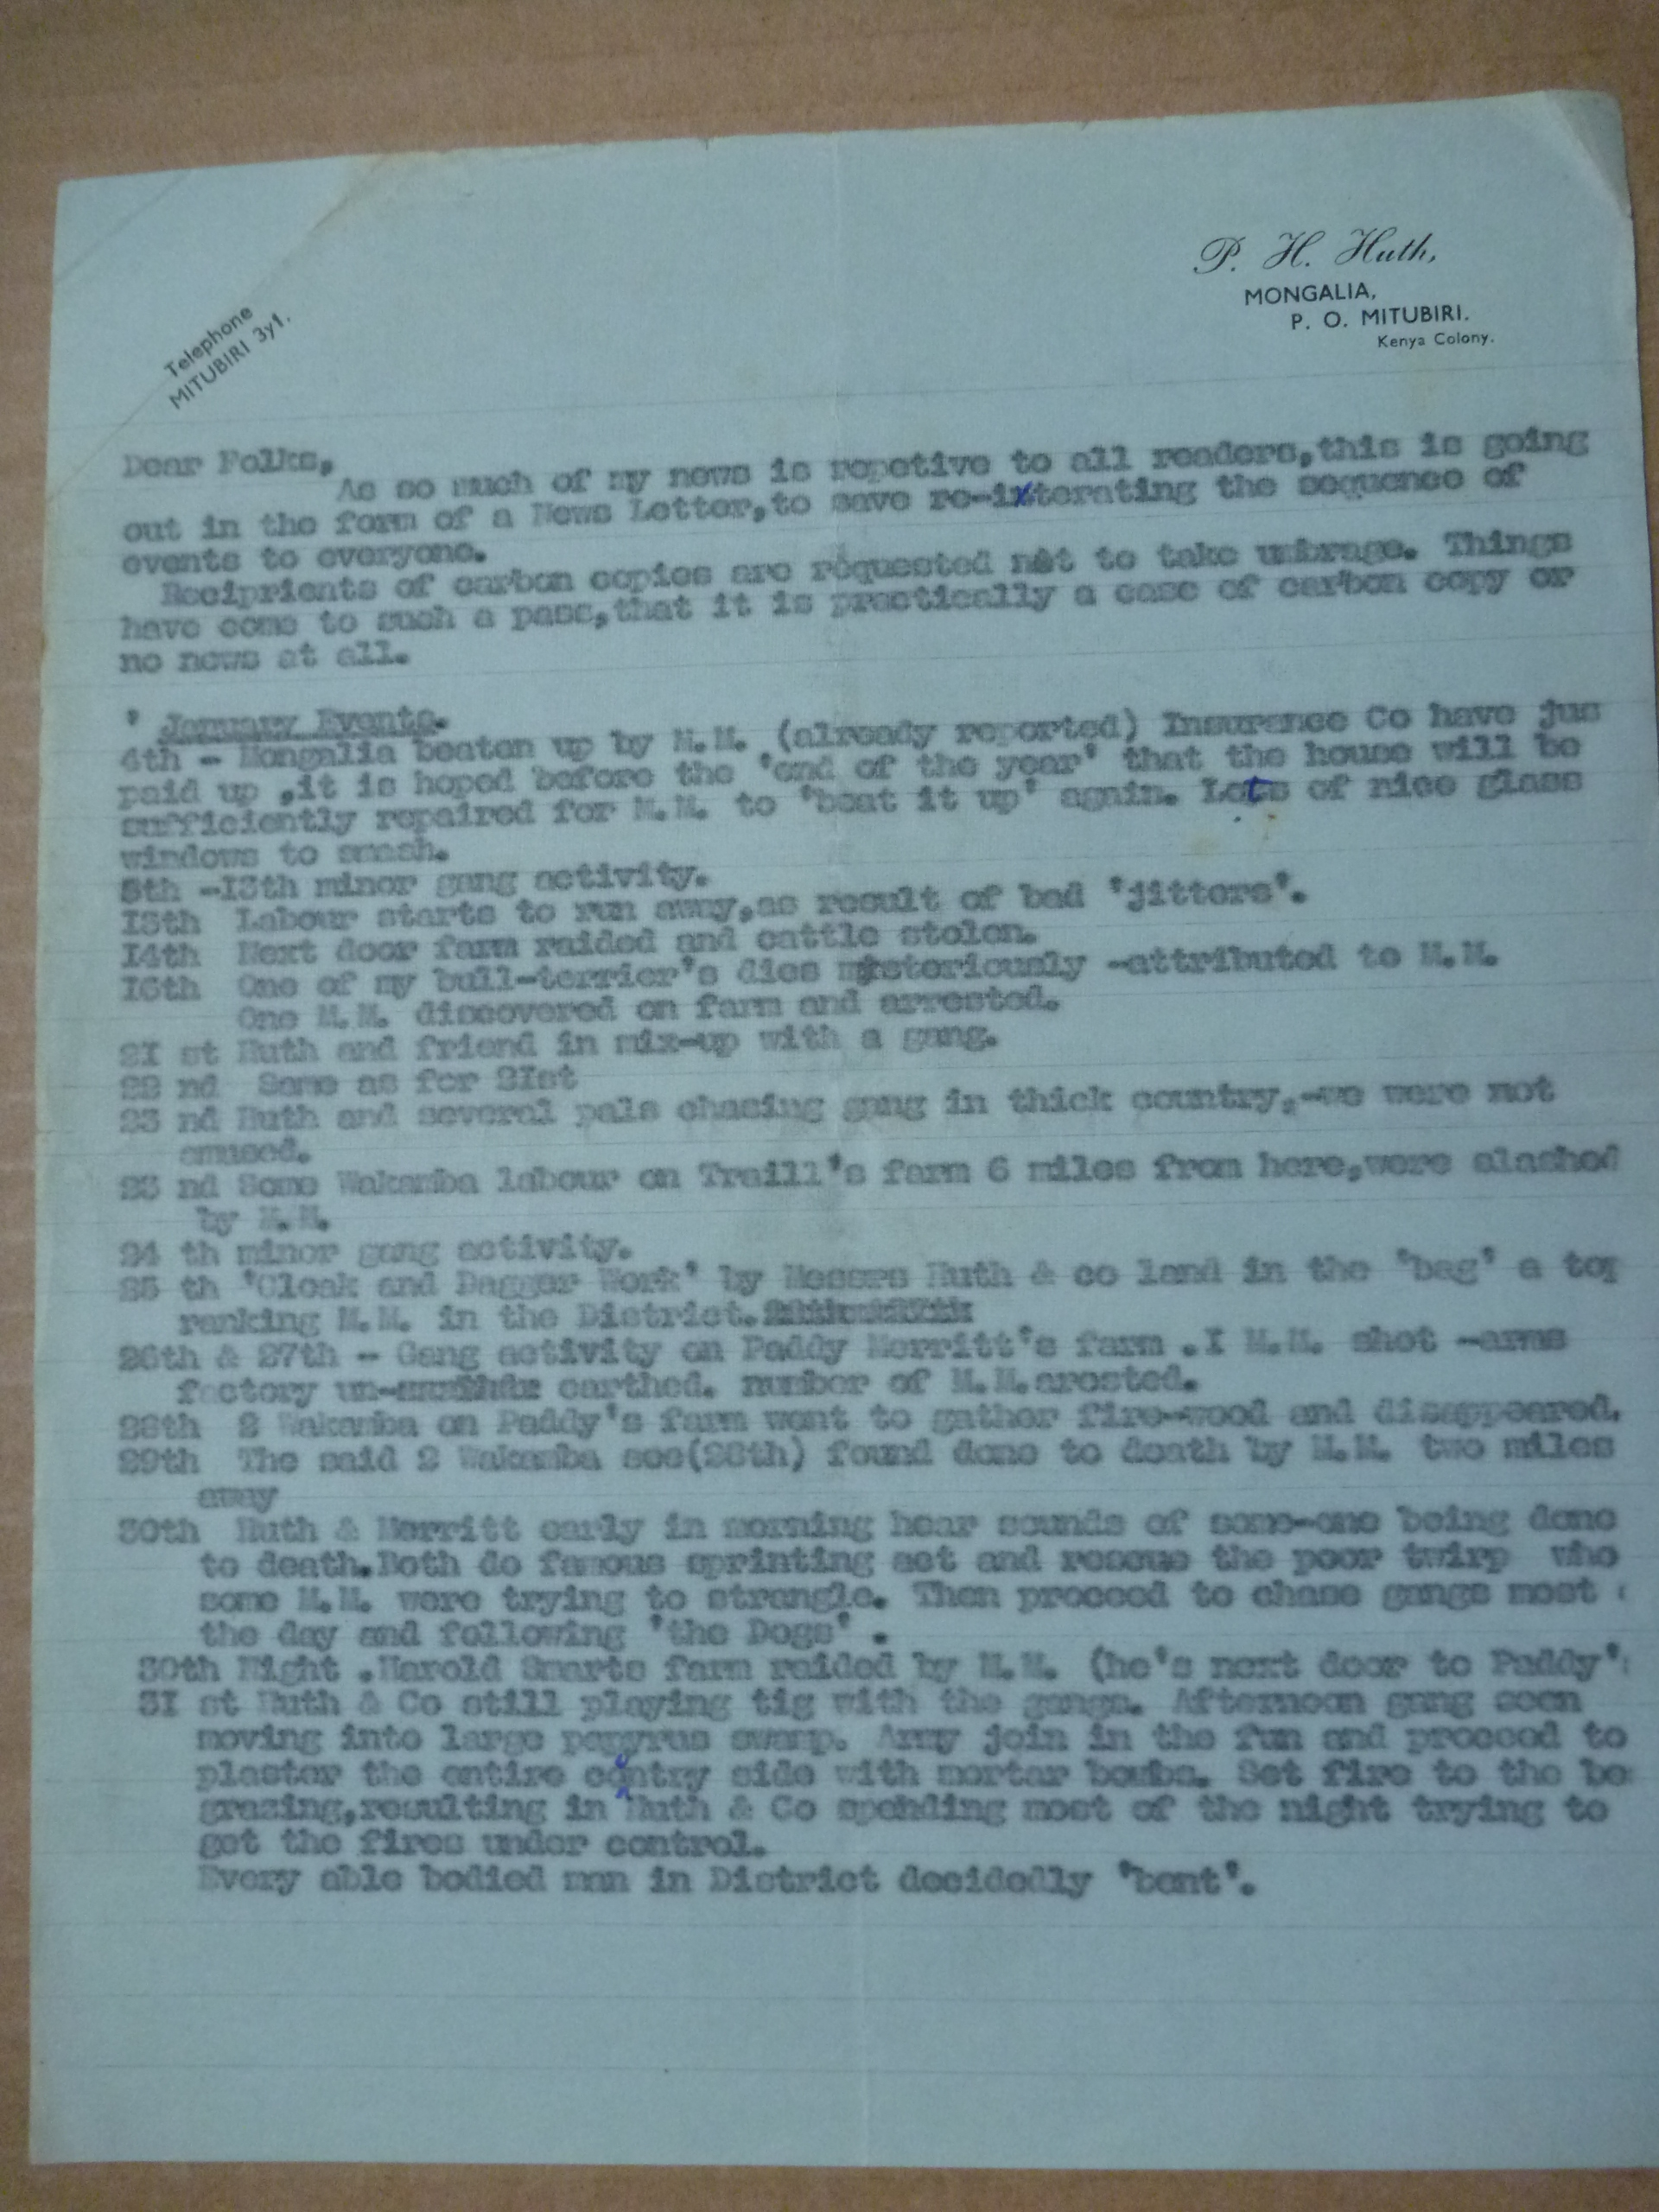 P. H. Huth,
MONGALIA,
P. O. MITUBIRI.
Kenya Colony.
Telephone
MITUBIRI 3y1.
Dear Folks,
As so much of my news is repetive to all readers,this is going
out in the form of a News Letter,to save re-iterating the sequence of
events to everyone.
Reciprients of carbon copies are requested not to take umbrage. Things
have come to such a pass,that it is practically a case of carbon copy or
no news at all.
' January Events.
4th - Mongalia beaten up by M.M. (already reported) Insurance Co have jus
paid up ,it is hoped before the 'end of the year' that the house will be
sufficiently repaired for M.M. to 'beat it up' again. Lots of nice glass
windows to smash.
5th -I3th minor gang activity.
I3th Labour starts to run away,as result of bad 'jitters'.
I4th Next door farm raided and cattle stolen.
I6th One of my bull-terrier's dies mysteriously -attributed to M.M.
One M.M. discovered on farm and arrested.
2I st Huth and friend in mix-up with a gang.
22 nd Same as for 2Ist
23 nd Huth and several pals chasing gang in thick country,-we were not
amused.
23 nd Some Wakamba labour on Traill's farm 6 miles from here,were slashed
by M.M.
24 th minor gang activity.
25 th 'Cloak and Dagger Work' by Messrs Huth & co land in the 'bag' a top
ranking M.M. in the District.
26th & 27th - Gang activity on Paddy Merritt's farm .I M.M. shot -arms
factory un- earthed. number of M.M.arested.
28th 2 Wakamba on Paddy's farm went to gather fire-wood and disappeared.
29th The said 2 Wakamba see(28th) found done to death by M.M. two miles
away
30th Huth & Merritt early in morning hear sounds of some-one being done
to death.Both do famous sprinting act and rescue the poor twirp who
some M.M. were trying to strangle. Then proceed to chase gangs most
the day and following 'the Dogs' .
30th Night .Harold Smarts farm raided by M.M. (he's next door to Paddy'
3I st Huth & Co still playing tig with the gangs. Afternoon gang seen
moving into large papyrus swamp. Army join in the fun and proceed to
plaster the entire country side with mortar bombs. Set fire to the be
grazing,resulting in Huth & Co spending most of the night trying to
get the fires under control.
Every able bodied man in District decidedly 'bent'.